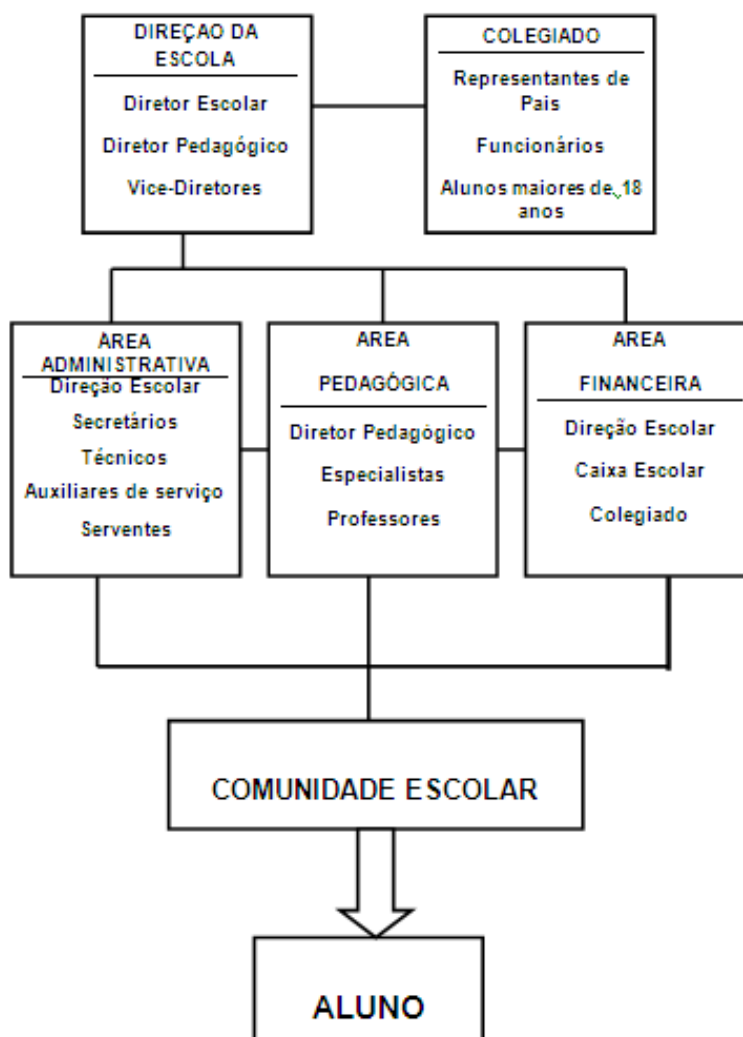 DIREÇAO DA
ESCOLA
Diretor Escolar
Diretor Pedagógico
Vice-Diretores
COLEGIADO
Representantes de
Pais
Funcionários
Alunos maiores de 18
anos
AREA
ADMINISTRATIVA
Direção Escolar
Secretários
Técnicos
Auxiliares de serviço
Serventes
AREA
PEDAGÓGICA
Diretor Pedagógico
Especialistas
Professores
AREA
FINANCEIRA
Direção Escolar
Caixa Escolar
Colegiado
COMUNIDADE ESCOLAR
ALUNO